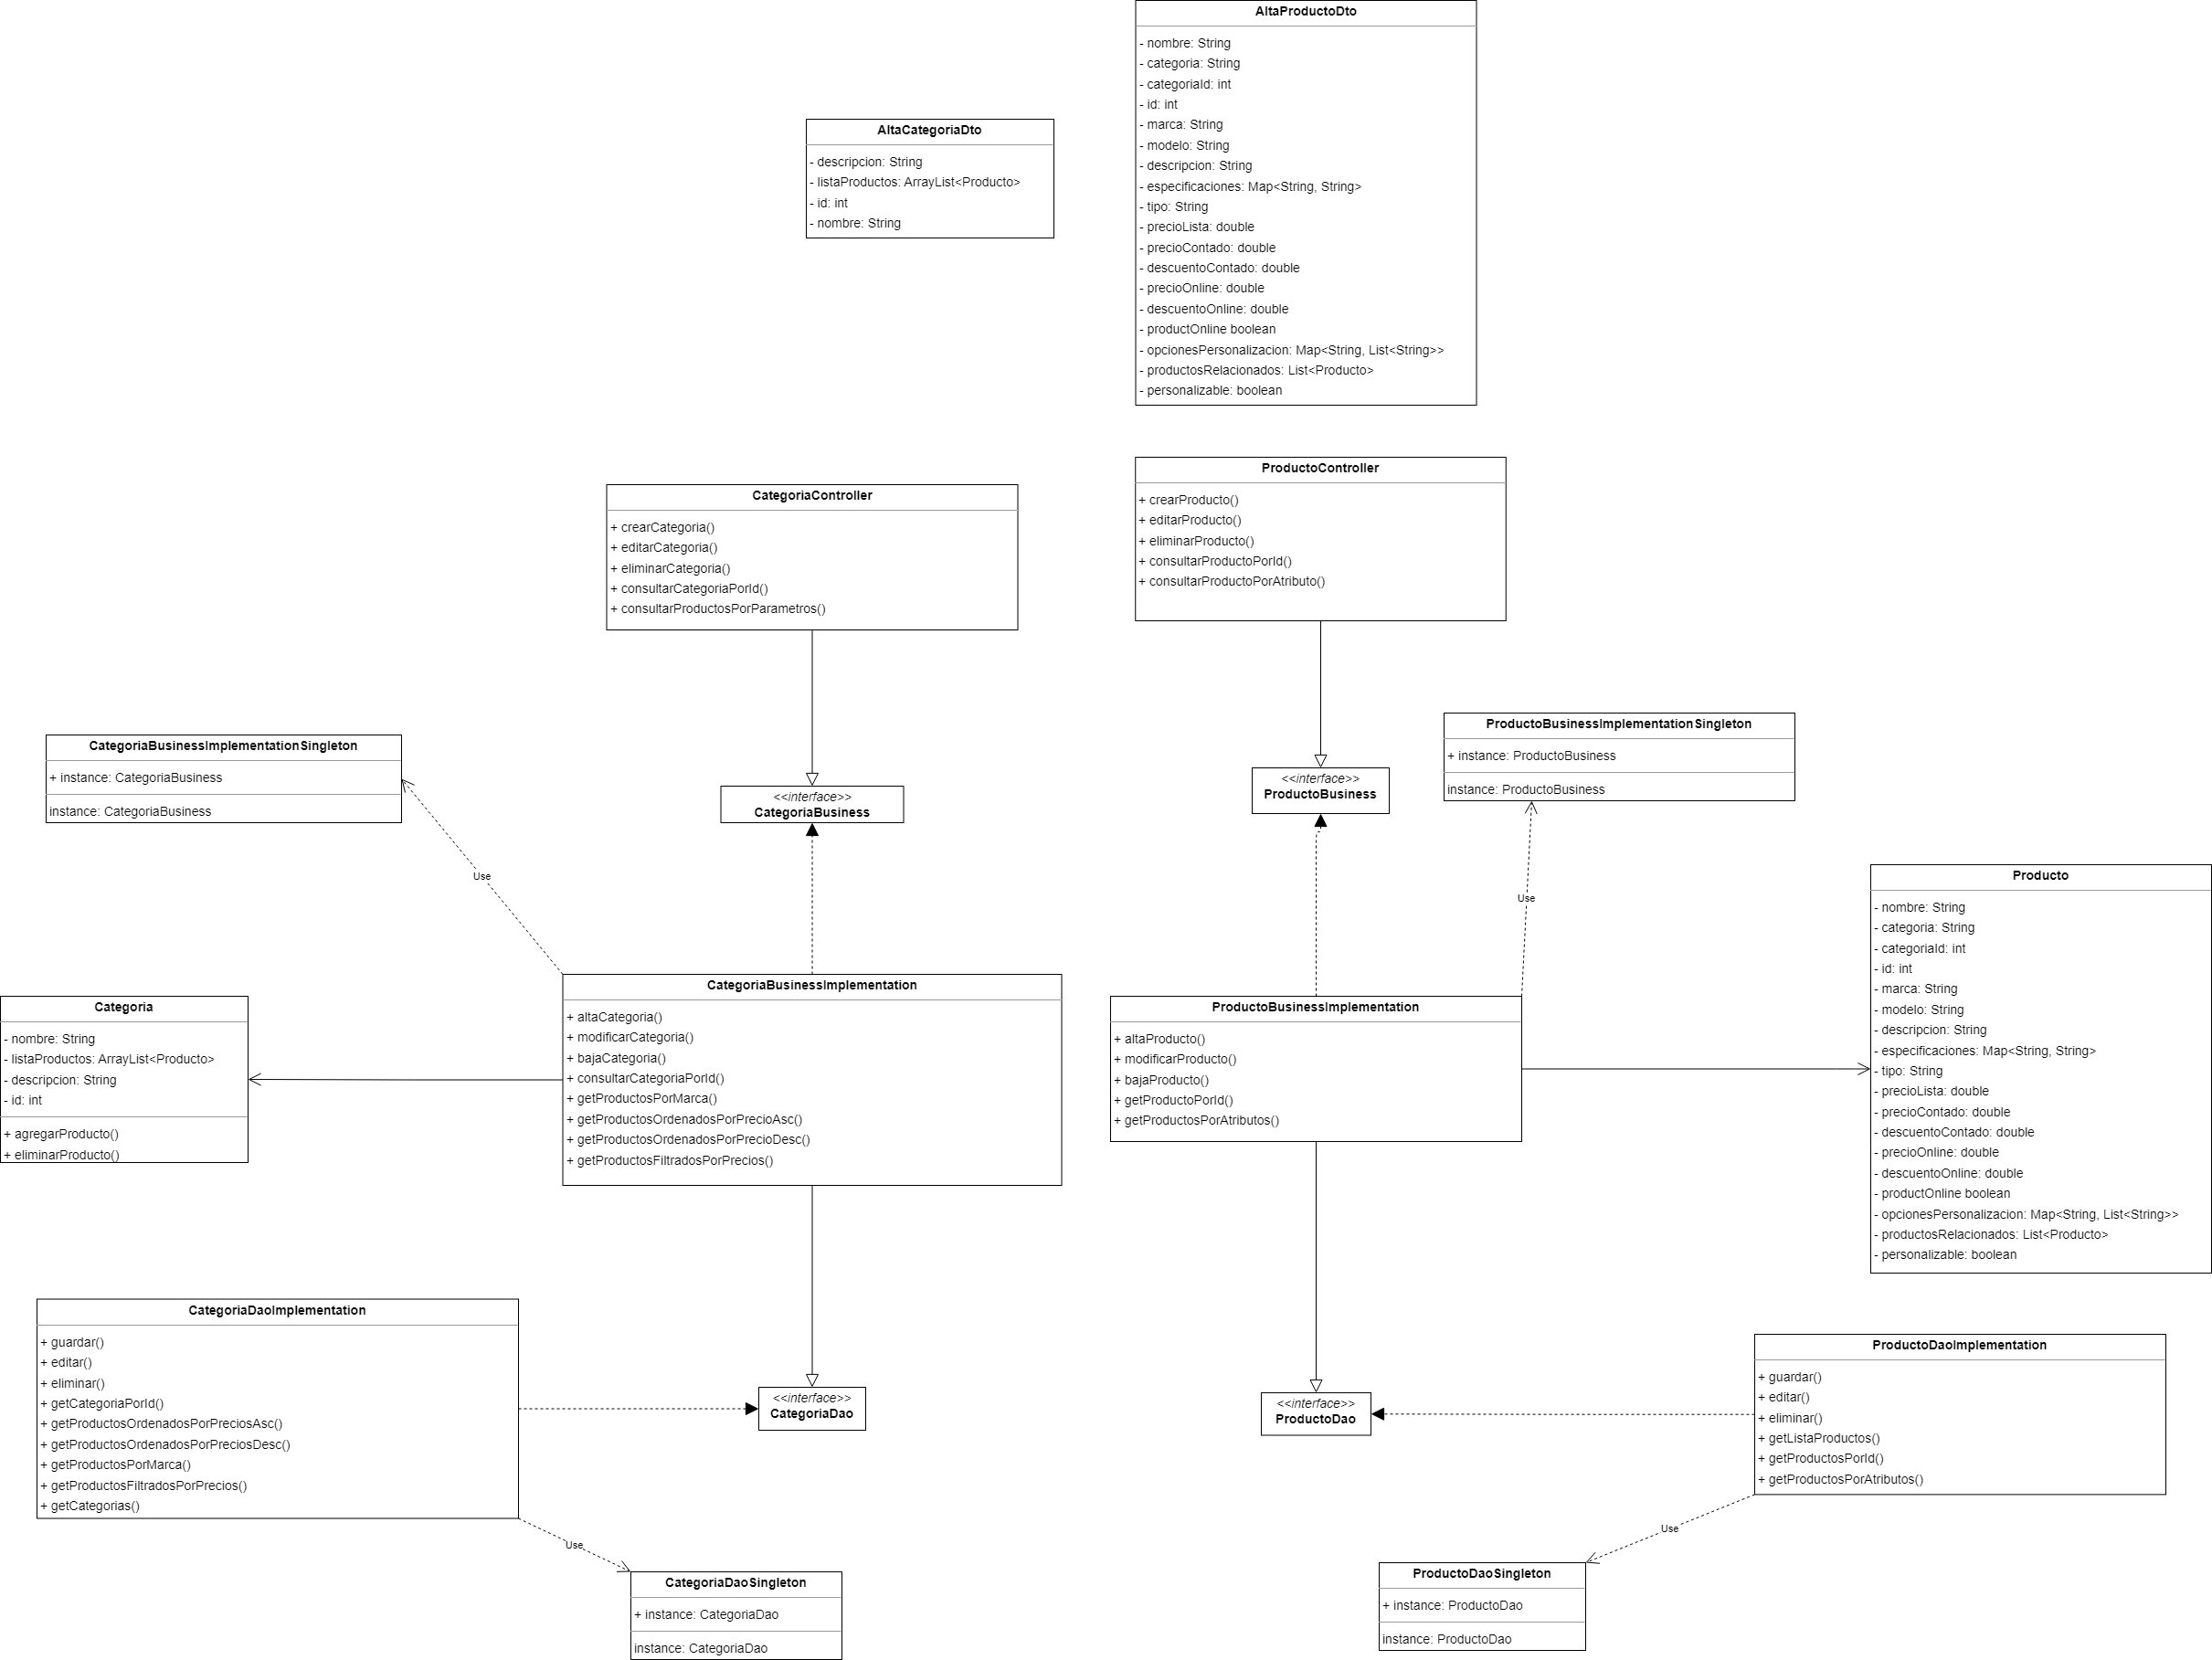 AltaProductoDto
- nombre: String
- categoria: String
- categoriaId: int
- id: int
- marca: String
- modelo: String
- descripcion: String
- especificaciones: Map<String, String>
- tipo: String
- precioLista: double
- precioContado: double
- descuentoContado: double
- precioOnline: double
- descuentoOnline: double
- productOnline boolean
- opcionesPersonalizacion: Map<String, List<String>>
- productosRelacionados: List<Producto>
- personalizable: boolean
AltaCategoriaDto
- descripcion: String
- listaProductos: ArrayList<Producto>
- id: int
- nombre: String
CategoriaController
+ crearCategoria()
+ editarCategoria()
+ eliminarCategoria()
+ consultarCategoriaPorId()
+ consultarProductosPorParametros()
ProductoController
+ crearProducto()
+ editarProducto()
+ eliminarProducto()
+ consultarProductoPorId()
+ consultarProductoPorAtributo()
CategoriaBusinessImplementationSingleton
+ instance: CategoriaBusiness
instance: CategoriaBusiness
<<interface>>
CategoriaBusiness
<<interface>>
ProductoBusiness
ProductoBusinessImplementationSingleton
+ instance: ProductoBusiness
instance: ProductoBusiness
Use
Use
Categoria
- nombre: String
- listaProductos: ArrayList<Producto>
- descripcion: String
- id: int
+ agregarProducto()
+ eliminarProducto()
CategoriaBusinessImplementation
+ altaCategoria()
+ modificarCategoria()
+ bajaCategoria()
+ consultarCategoriaPorId()
+ getProductosPorMarca()
+ getProductosOrdenadosPorPrecioAsc()
+ getProductosOrdenadosPorPrecioDesc()
+ getProductosFiltradosPorPrecios()
ProductoBusinessImplementation
+ altaProducto()
+ modificarProducto()
+ bajaProducto()
+ getProductoPorId()
+ getProductosPorAtributos()
Producto
- nombre: String
- categoria: String
- categoriaId: int
- id: int
- marca: String
- modelo: String
- descripcion: String
- especificaciones: Map<String, String>
- tipo: String
- precioLista: double
- precioContado: double
- descuentoContado: double
- precioOnline: double
- descuentoOnline: double
- productOnline boolean
- opcionesPersonalizacion: Map<String, List<String>>
- productosRelacionados: List<Producto>
- personalizable: boolean
CategoriaDaoImplementation
+ guardar()
+ editar()
+ eliminar()
+ getCategoriaPorId()
+ getProductosOrdenadosPorPreciosAsc()
+ getProductosOrdenadosPorPreciosDesc()
+ getProductosPorMarca()
+ getProductosFiltradosPorPrecios()
+ getCategorias()
<<interface>>
CategoriaDao
<<interface>>
ProductoDao
ProductoDaoImplementation
+ guardar()
+ editar()
+ eliminar()
+ getListaProductos()
+ getProductosPorId()
+ getProductosPorAtributos()
Use
Use
CategoriaDaoSingleton
+ instance: CategoriaDao
instance: CategoriaDao
ProductoDaoSingleton
+ instance: ProductoDao
instance: ProductoDao